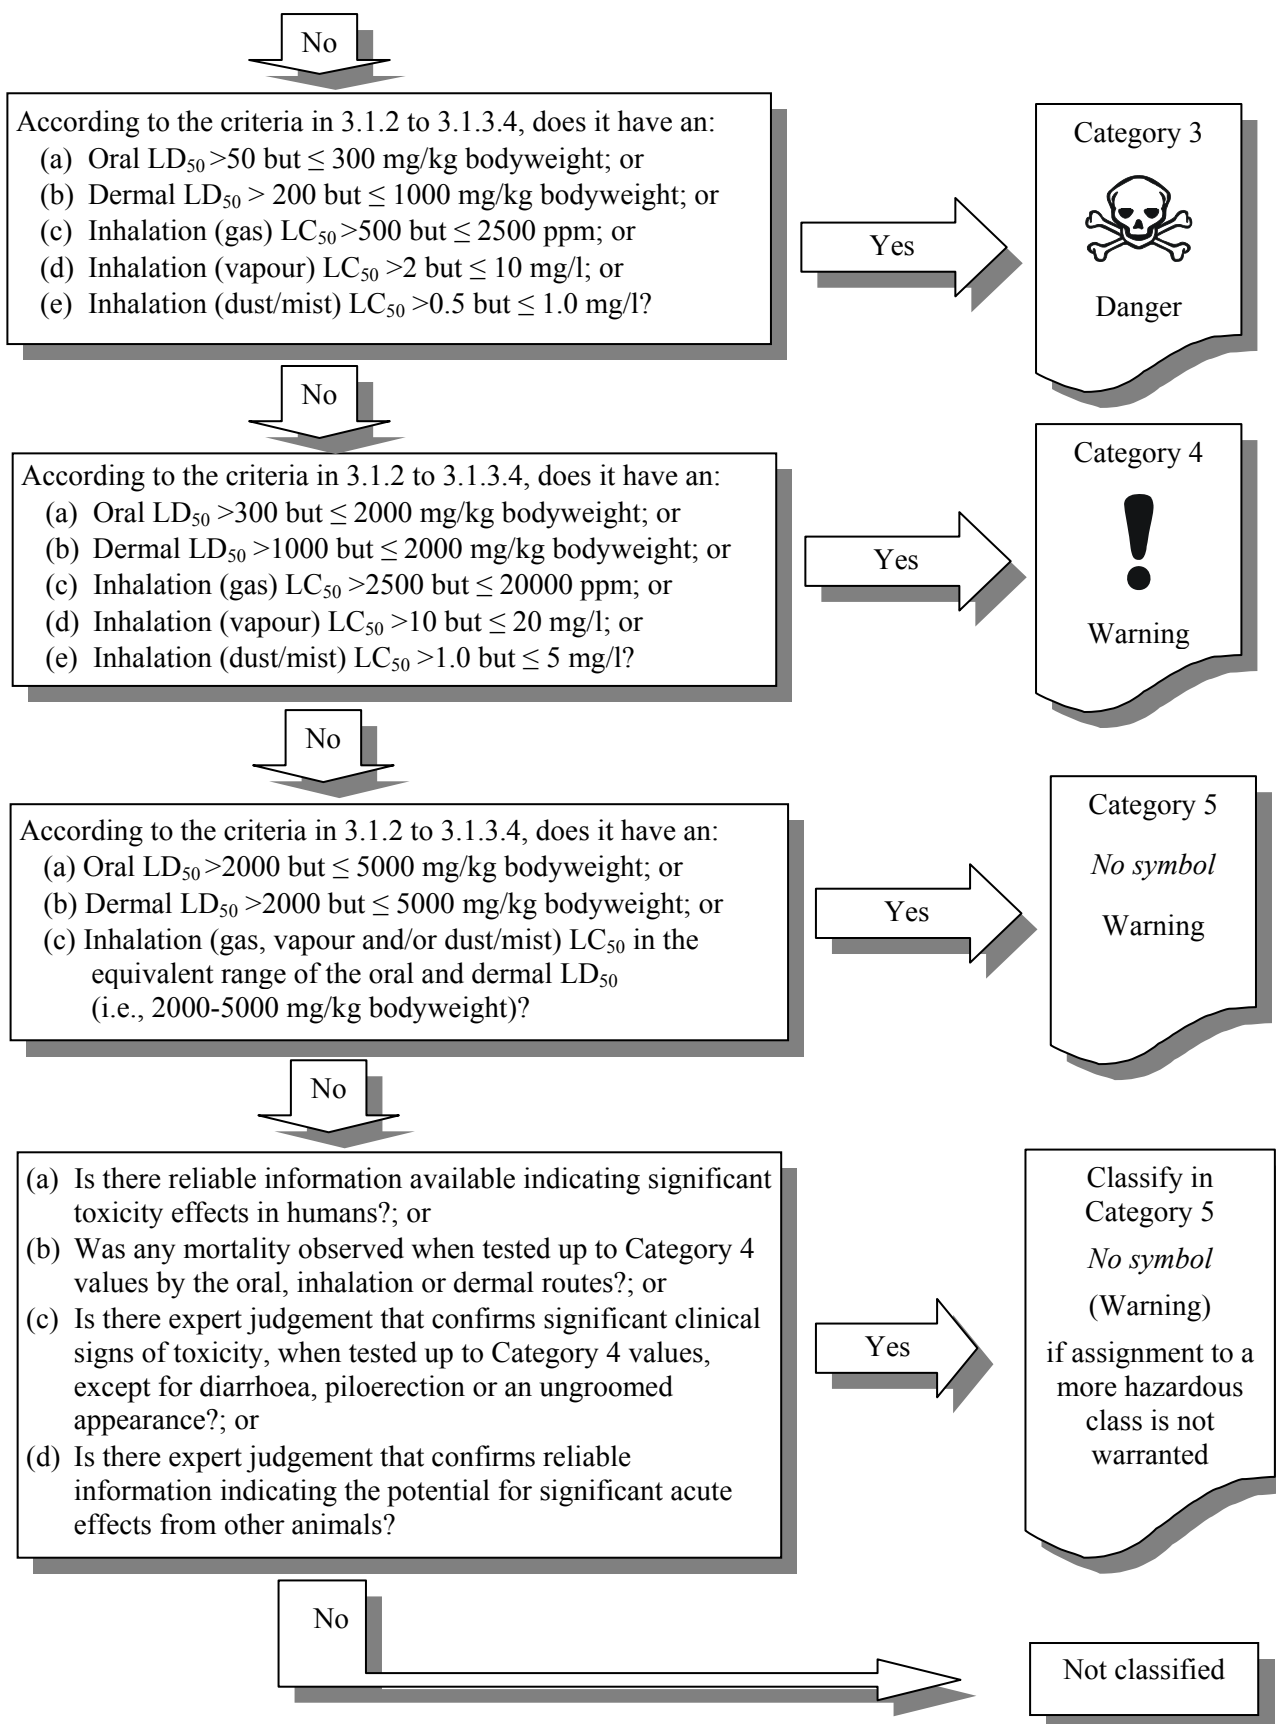 No
According to the criteria in 3.1.2 to 3.1.3.4, does it have an:
(a) Oral LD₅₀ >50 but ≤ 300 mg/kg bodyweight; or
(b) Dermal LD₅₀ > 200 but ≤ 1000 mg/kg bodyweight; or
(c) Inhalation (gas) LC₅₀ >500 but ≤ 2500 ppm; or
(d) Inhalation (vapour) LC₅₀ >2 but ≤ 10 mg/l; or
(e) Inhalation (dust/mist) LC₅₀ >0.5 but ≤ 1.0 mg/l?
Yes
Category 3
Danger
No
According to the criteria in 3.1.2 to 3.1.3.4, does it have an:
(a) Oral LD₅₀ >300 but ≤ 2000 mg/kg bodyweight; or
(b) Dermal LD₅₀ >1000 but ≤ 2000 mg/kg bodyweight; or
(c) Inhalation (gas) LC₅₀ >2500 but ≤ 20000 ppm; or
(d) Inhalation (vapour) LC₅₀ >10 but ≤ 20 mg/l; or
(e) Inhalation (dust/mist) LC₅₀ >1.0 but ≤ 5 mg/l?
Yes
Category 4
!
Warning
No
According to the criteria in 3.1.2 to 3.1.3.4, does it have an:
(a) Oral LD₅₀ >2000 but ≤ 5000 mg/kg bodyweight; or
(b) Dermal LD₅₀ >2000 but ≤ 5000 mg/kg bodyweight; or
(c) Inhalation (gas, vapour and/or dust/mist) LC₅₀ in the
equivalent range of the oral and dermal LD₅₀
(i.e., 2000-5000 mg/kg bodyweight)?
Yes
Category 5
No symbol
Warning
No
(a) Is there reliable information available indicating significant
toxicity effects in humans?; or
(b) Was any mortality observed when tested up to Category 4
values by the oral, inhalation or dermal routes?; or
(c) Is there expert judgement that confirms significant clinical
signs of toxicity, when tested up to Category 4 values,
except for diarrhoea, piloerection or an ungroomed
appearance?; or
(d) Is there expert judgement that confirms reliable
information indicating the potential for significant acute
effects from other animals?
Yes
Classify in
Category 5
No symbol
(Warning)
if assignment to a
more hazardous
class is not
warranted
No
Not classified